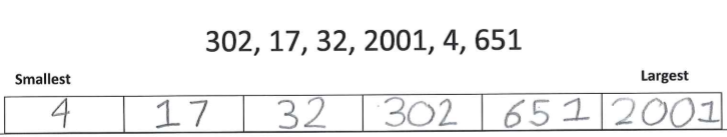 302, 17, 32, 2001, 4, 651
Smallest Largest
4 17 32 302 651 2001